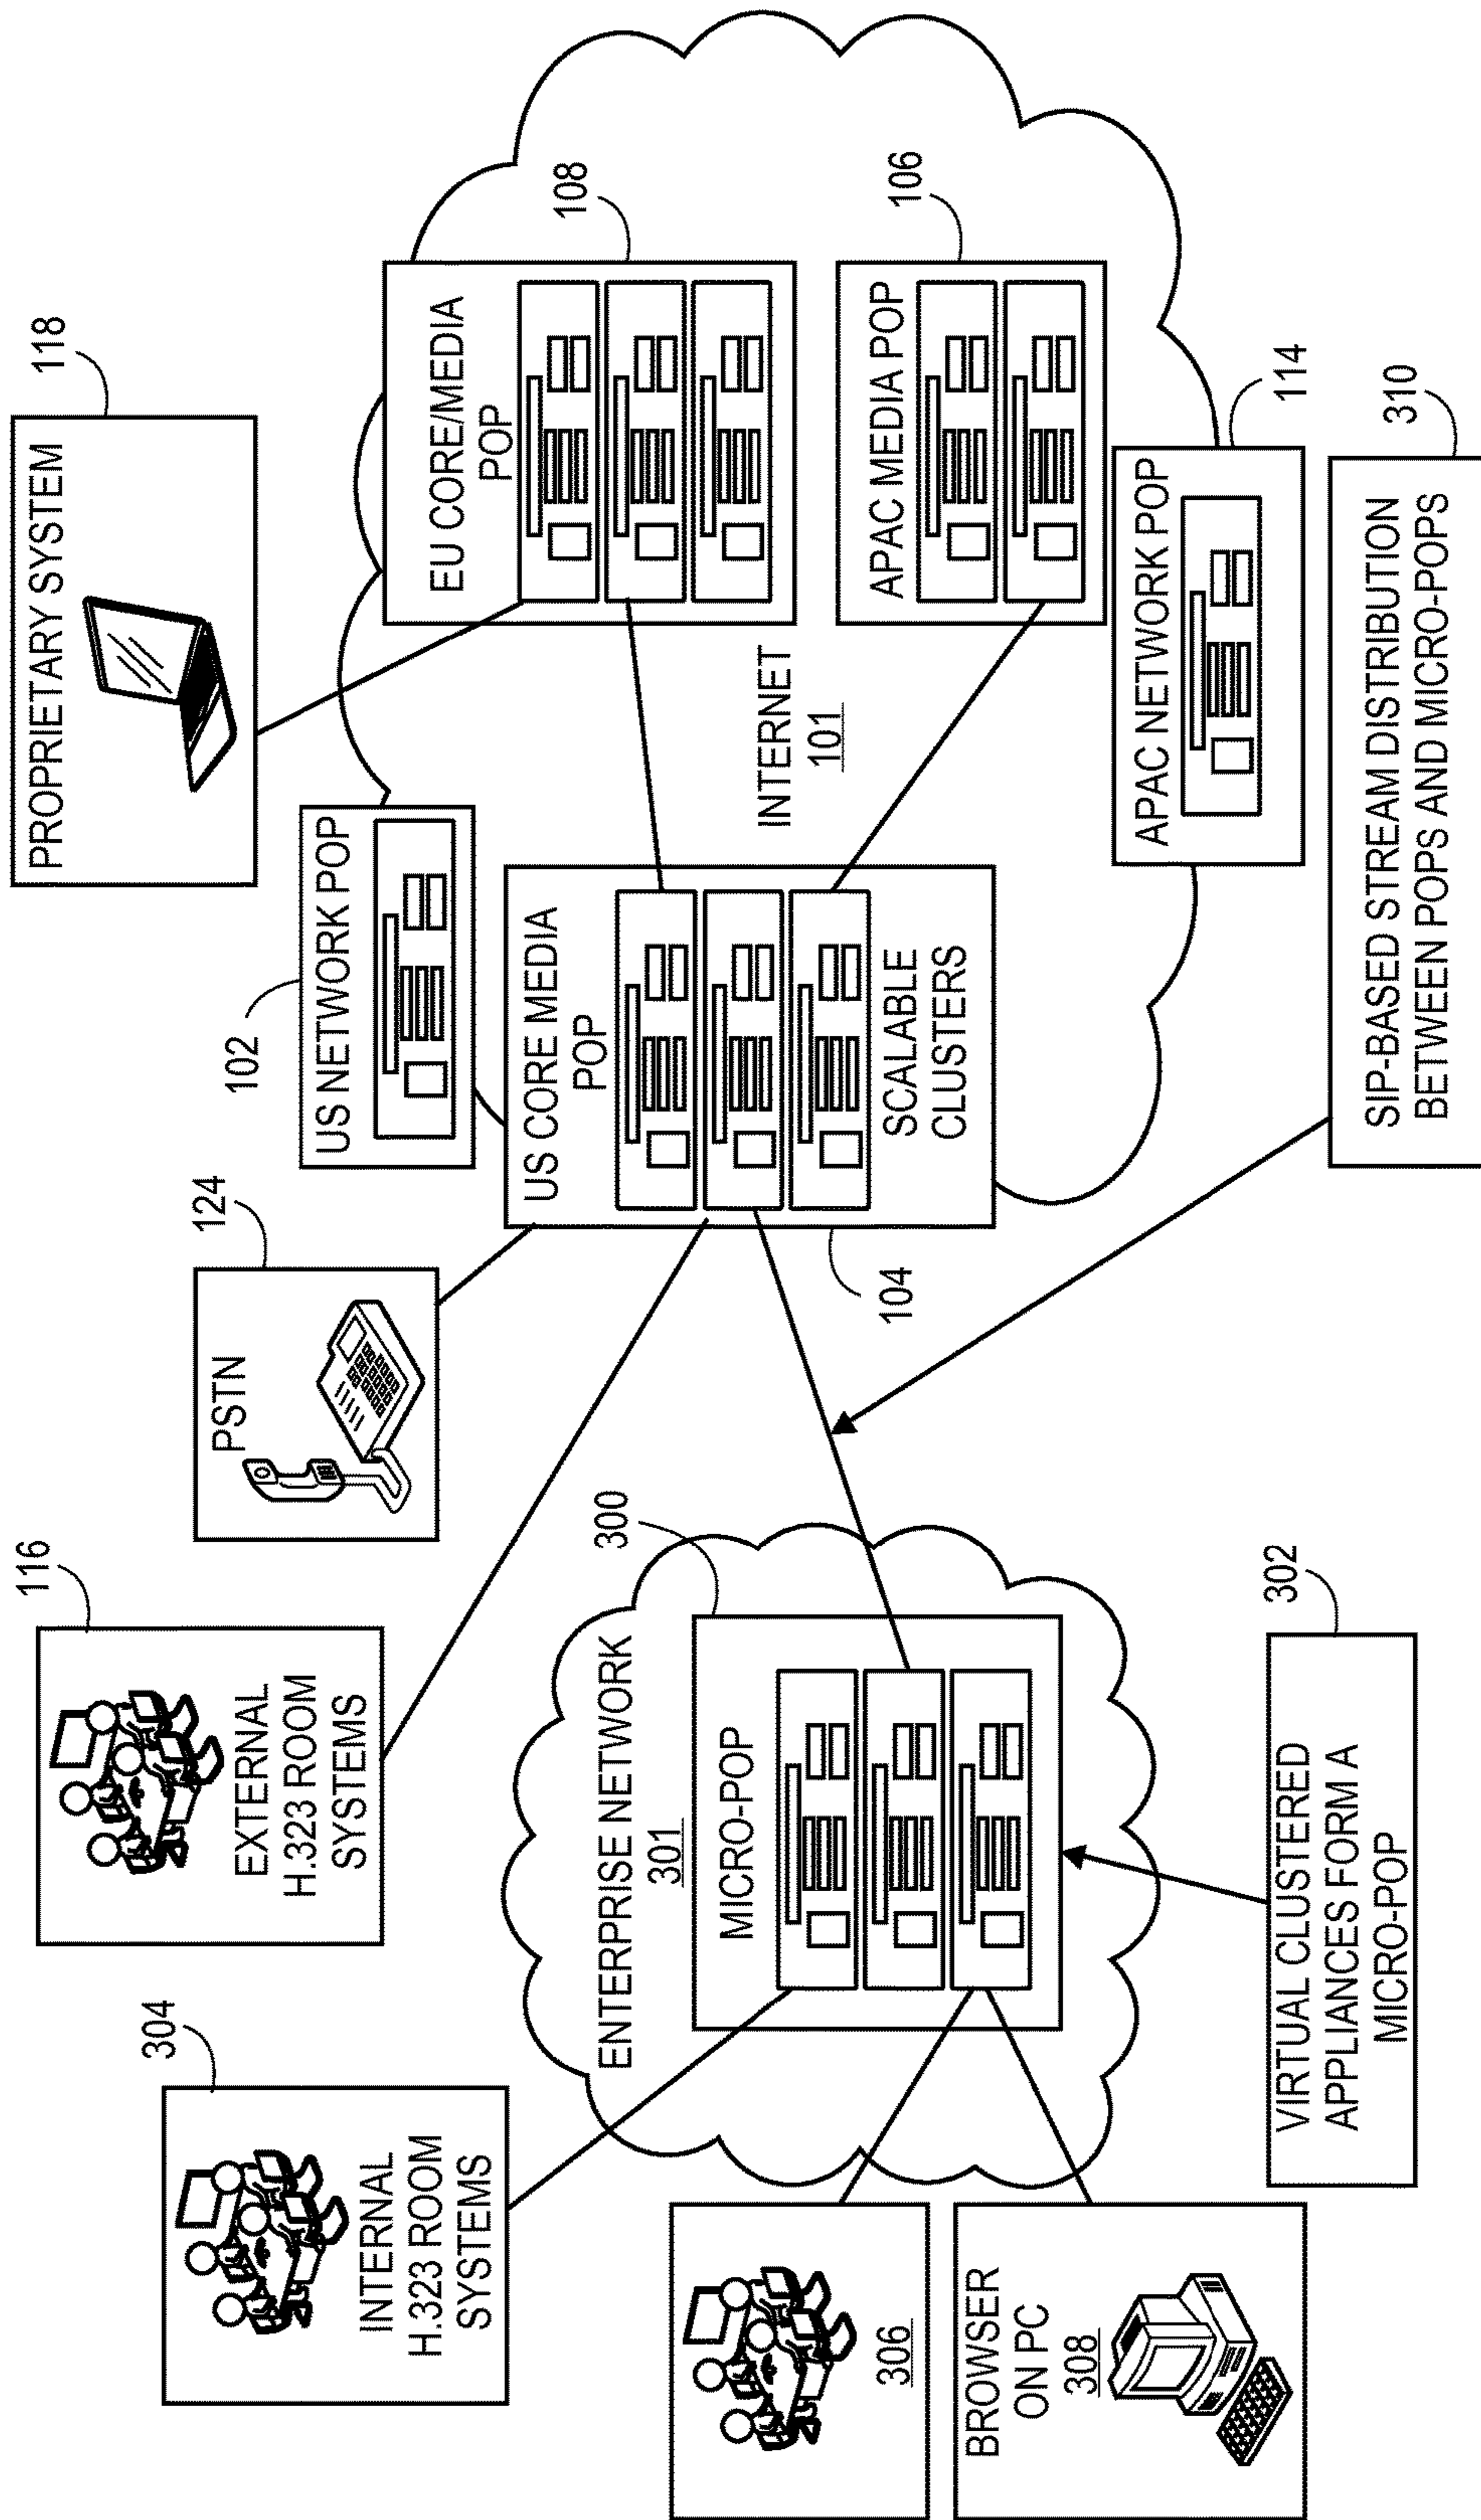 304
INTERNAL
H.323 ROOM
SYSTEMS
116
EXTERNAL
H.323 ROOM
SYSTEMS
124
PSTN
102
US NETWORK POP
118
PROPRIETARY SYSTEM
306
BROWSER
ON PC
308
ENTERPRISE NETWORK
301
300
MICRO-POP
302
VIRTUAL CLUSTERED
APPLIANCES FORM A
MICRO-POP
US CORE MEDIA
POP
SCALABLE
CLUSTERS
104
INTERNET
101
EU CORE/MEDIA
POP
108
APAC MEDIA POP
106
APAC NETWORK POP
114
310
SIP-BASED STREAM DISTRIBUTION
BETWEEN POPS AND MICRO-POPS